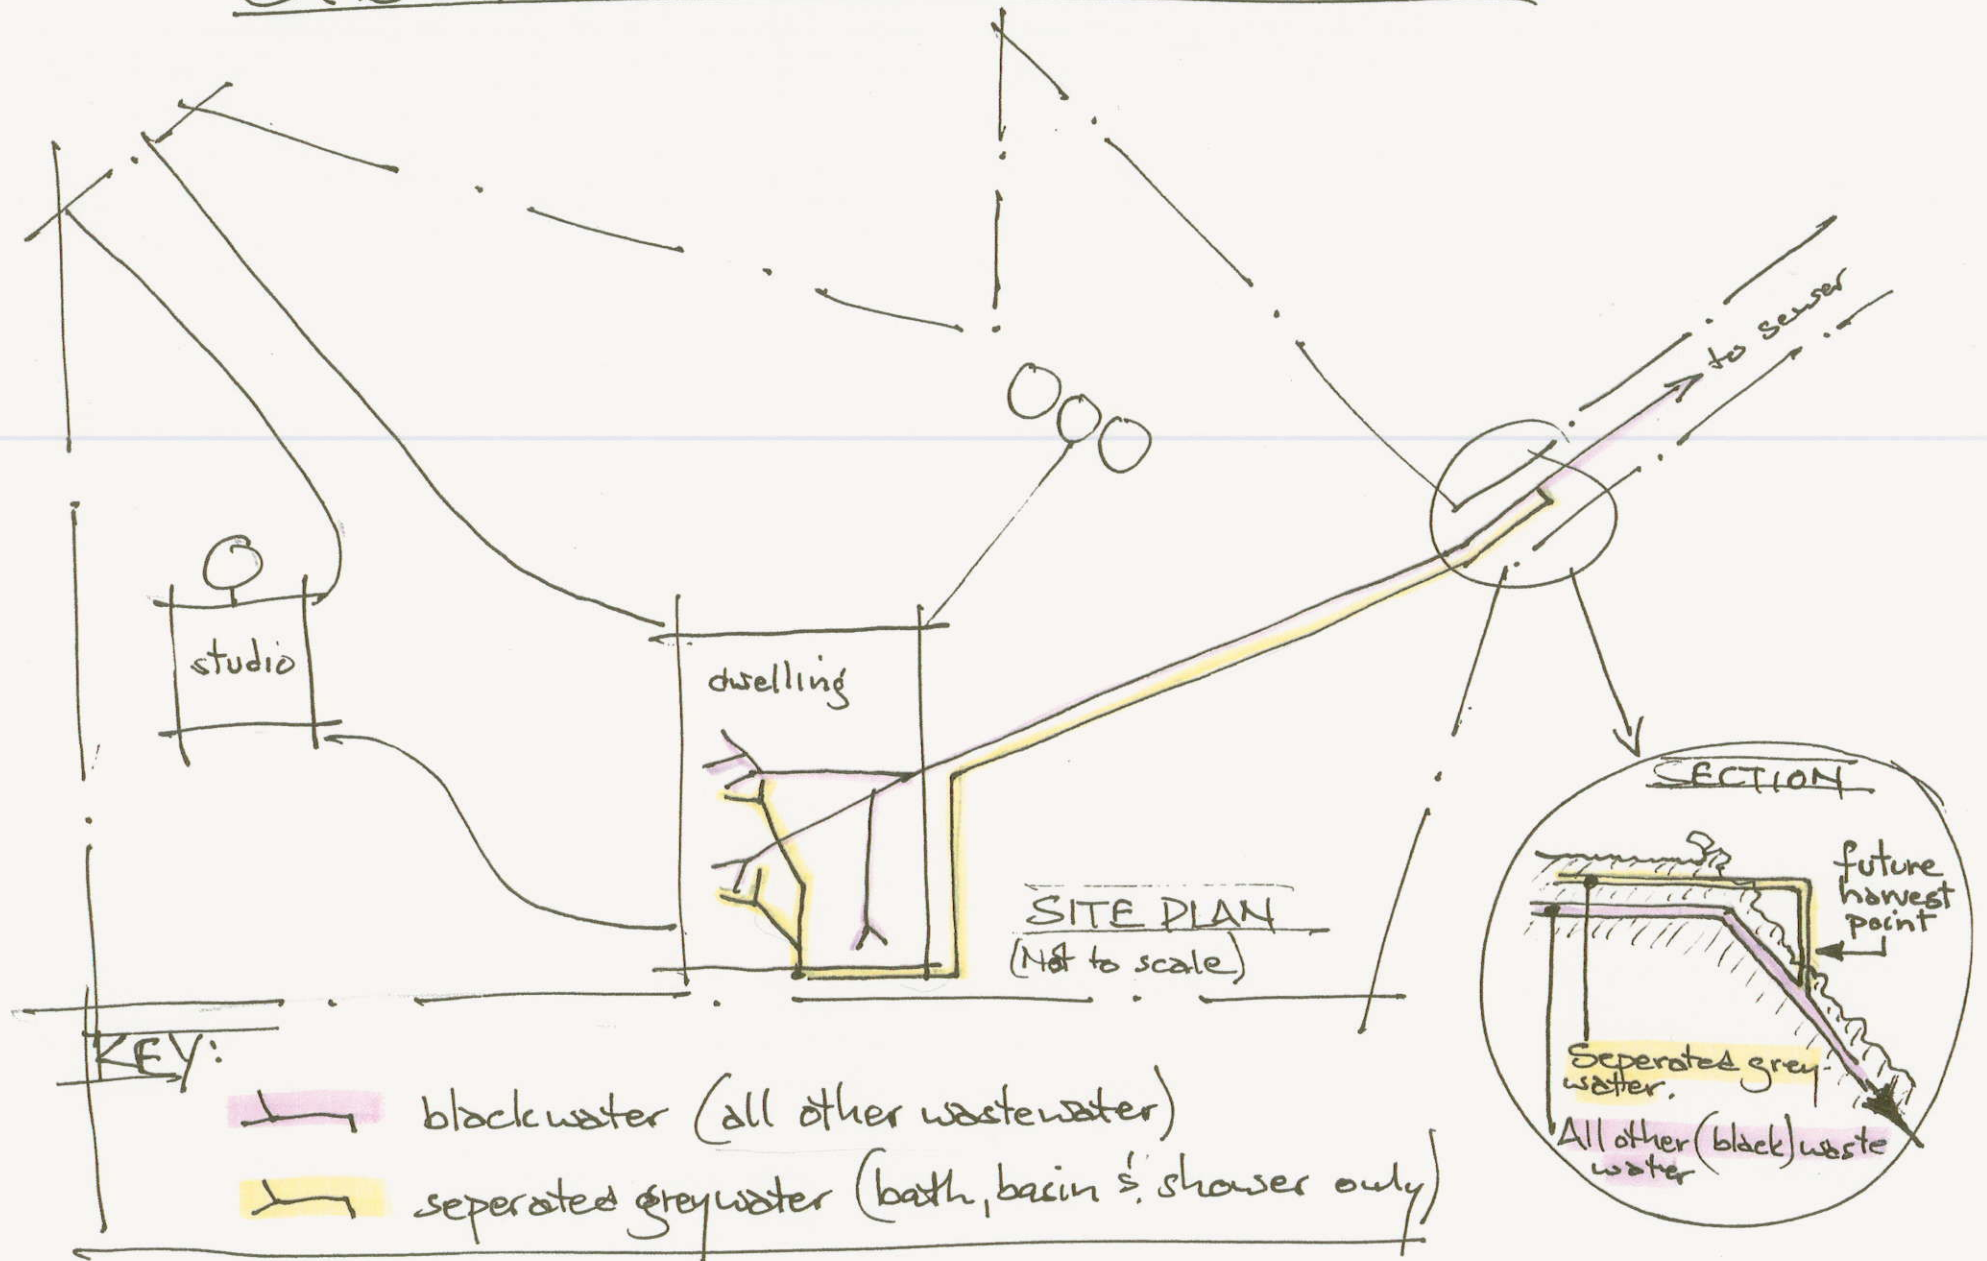 to sewer
studio
dwelling
SITE PLAN
(Not to scale)
SECTION
future
harvest
point
Seperated grey-
water.
All other (black) waste
water
KEY:
blackwater (all other wastewater)
seperated greywater (bath, basin & shower only)